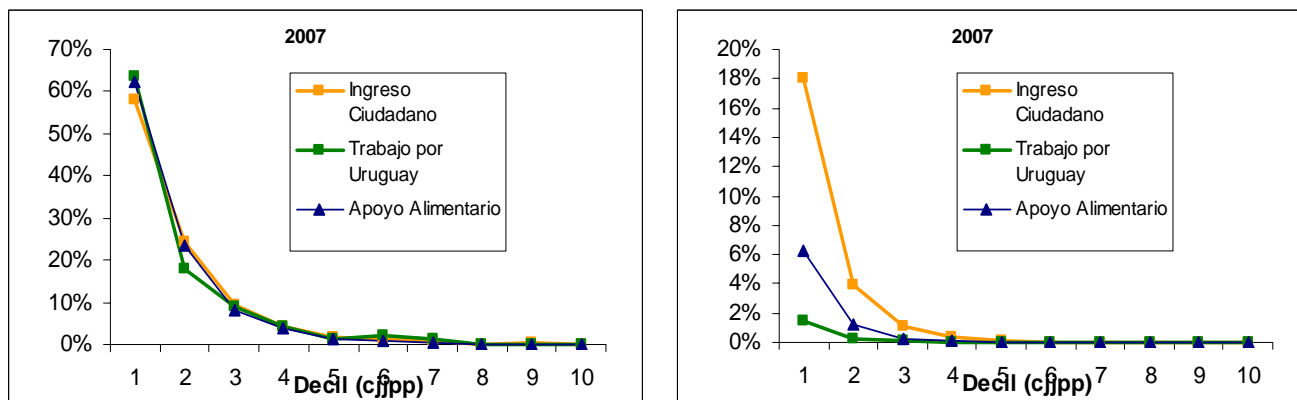 2007
70%
60%
50%
40%
30%
20%
10%
0%
Ingreso
Ciudadano
Trabajo por
Uruguay
Apoyo Alimentario
1 2 3 4 5 6 7 8 9 10
Decil (cjjpp)
2007
20%
18%
16%
14%
12%
10%
8%
6%
4%
2%
0%
Ingreso
Ciudadano
Trabajo por
Uruguay
Apoyo Alimentario
1 2 3 4 5 6 7 8 9 10
Decil (cjjpp)